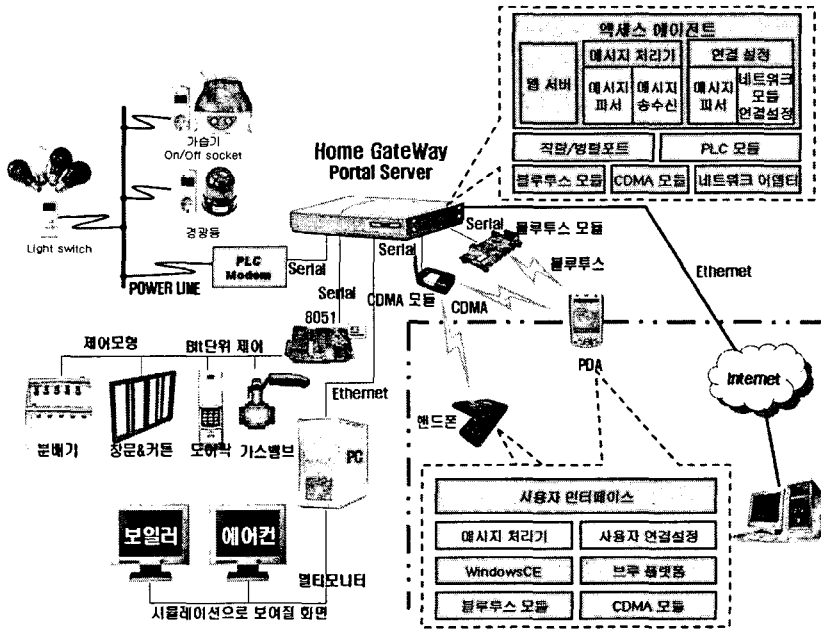 액세스 에이전트
웹 서버
메시지 처리기
연결 설정
메시지
파서
메시지
송수신
메시지
파서
네트워크
모듈
연결설정
직렬/병렬포트
PLC 모듈
블루투스 모듈
CDMA 모듈
네트워크 어댑터
가습기
On/Off socket
Home GateWay
Portal Server
Light switch
경광등
PLC
Modem
Serial
POWER LINE
Serial
8051
Serial
CDMA 모듈
Serial
블루투스 모듈
블루투스
CDMA
Ethernet
제어모형
Bit단위 제어
Ethernet
PDA
Internet
핸드폰
분배기
창문&커튼
도어락
가스밸브
PC
보일러
에어컨
멀티모니터
시뮬레이션으로 보여질 화면
사용자 인터페이스
메시지 처리기
사용자 연결설정
WindowsCE
브루 플랫폼
블루투스 모듈
CDMA 모듈